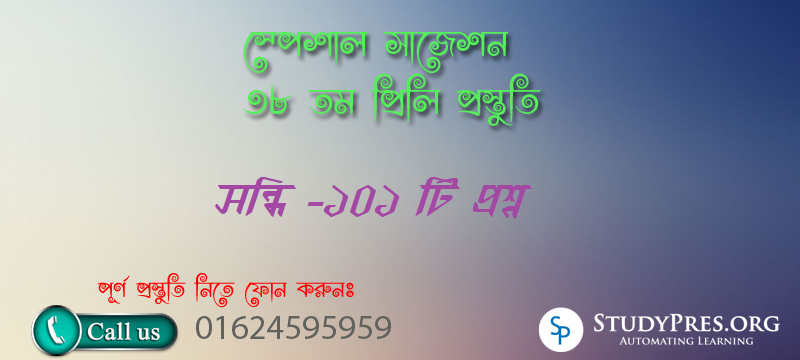 স্পেশাল সাজেশন
৩৮ তম প্রিলি প্রস্তুতি
সন্ধি -১০১ টি প্রশ্ন
পূর্ণ প্রস্তুতি নিতে ফোন করুনঃ
Call us 01624595959
SP STUDYPRES.ORG
AUTOMATING LEARNING